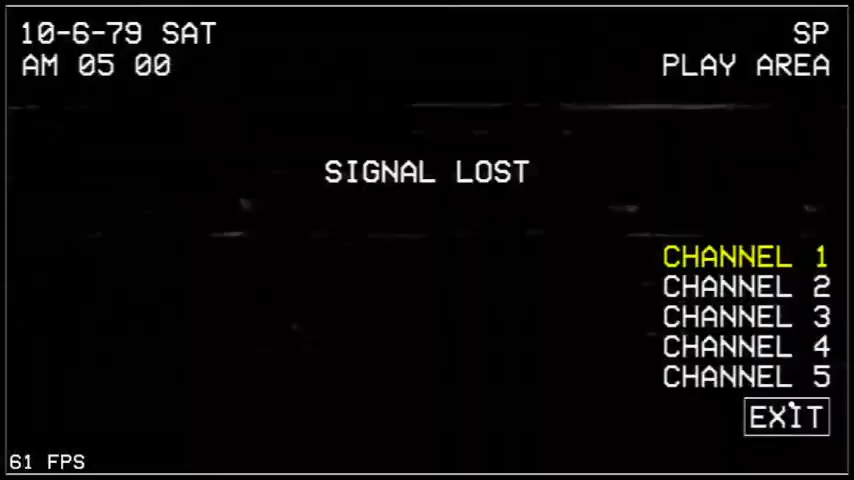 10-6-79 SAT
AM 05 00
SP
PLAY AREA
SIGNAL LOST
CHANNEL 1
CHANNEL 2
CHANNEL 3
CHANNEL 4
CHANNEL 5
EXIT
61 FPS